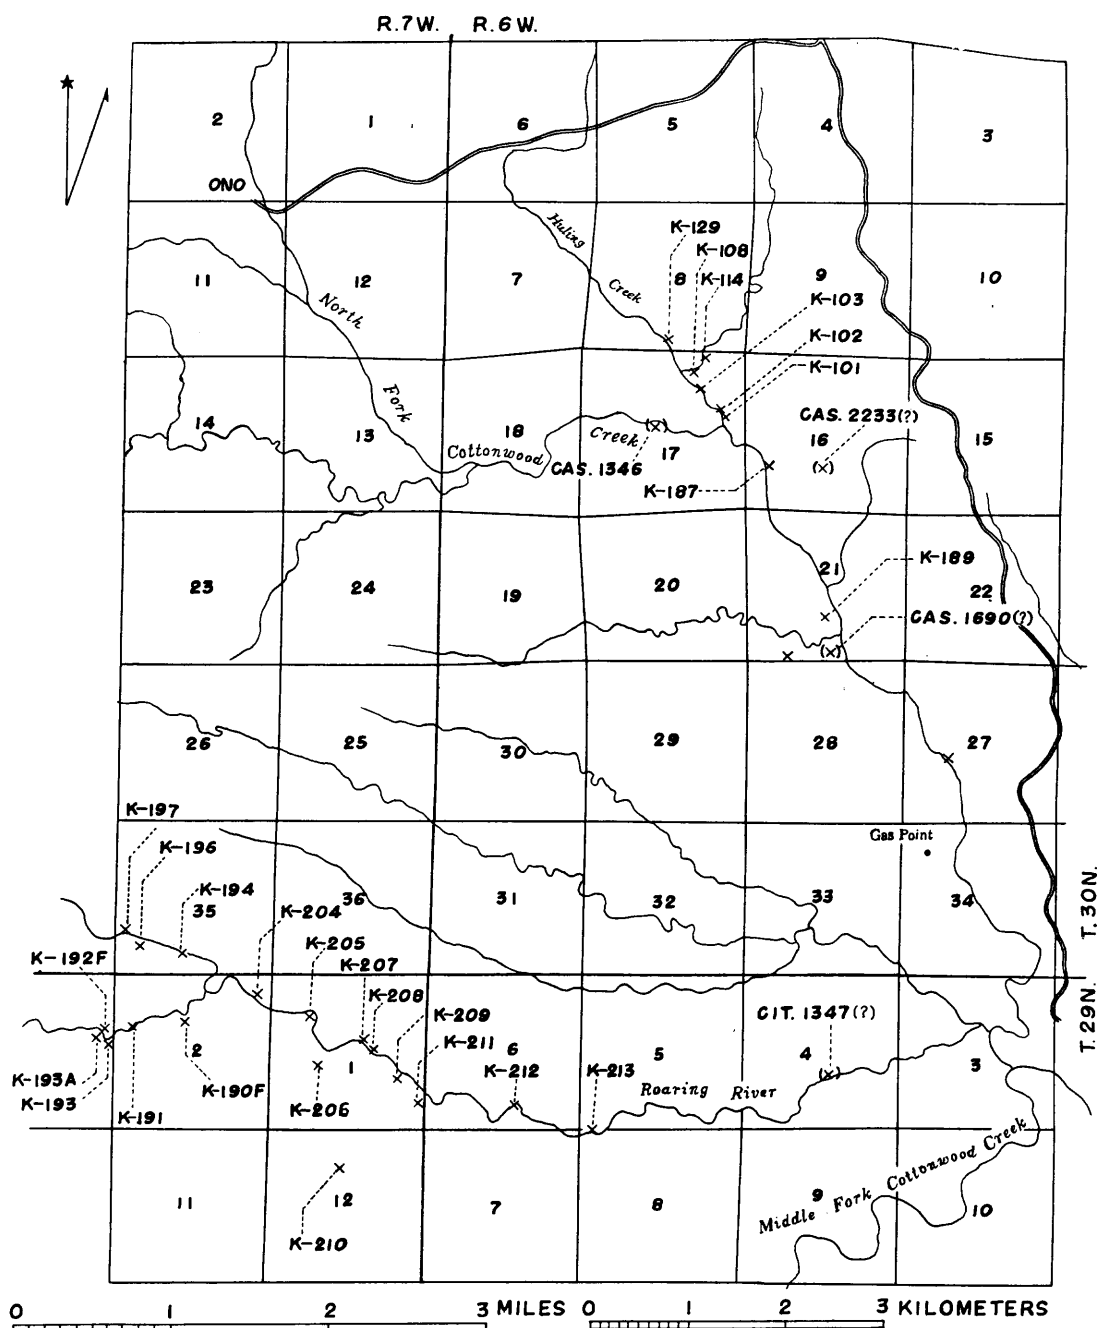 R.7W. R.6W.
2 1 6 5 4 3
ONO
Huling
Creek
K-129
K-108
K-114
11 12 7 8 9 10
K-103
K-102
K-101
North
Fork
Cottonwood
Creek
CAS. 2233(?)
14 13 18 17 16 15
CAS. 1346
K-187
K-189
23 24 19 20 21 22
CAS. 1690(?)
26 25 30 29 28 27
K-197
K-196
Gas Point
K-194
35 36 31 32 33 34
K-204
K-205
K-207
K-192F
K-208
K-209
K-211
T.30N.
T.29N.
CIT. 1347(?)
2 1 6 5 4 3
K-212
K-213
Roaring River
K-193A
K-193
K-191
K-190F
K-206
Middle Fork Cottonwood Creek
11 12 7 8 9 10
K-210
0 1 2 3 MILES 0 1 2 3 KILOMETERS